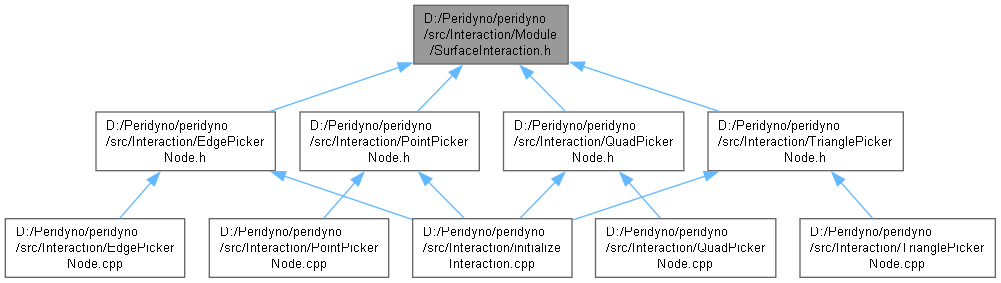 D:/Peridyno/peridyno
/src/Interaction/Module
/SurfaceInteraction.h
D:/Peridyno/peridyno
/src/Interaction/EdgePicker
Node.h
D:/Peridyno/peridyno
/src/Interaction/PointPicker
Node.h
D:/Peridyno/peridyno
/src/Interaction/QuadPicker
Node.h
D:/Peridyno/peridyno
/src/Interaction/TrianglePicker
Node.h
D:/Peridyno/peridyno
/src/Interaction/EdgePicker
Node.cpp
D:/Peridyno/peridyno
/src/Interaction/PointPicker
Node.cpp
D:/Peridyno/peridyno
/src/Interaction/initialize
Interaction.cpp
D:/Peridyno/peridyno
/src/Interaction/QuadPicker
Node.cpp
D:/Peridyno/peridyno
/src/Interaction/TrianglePicker
Node.cpp